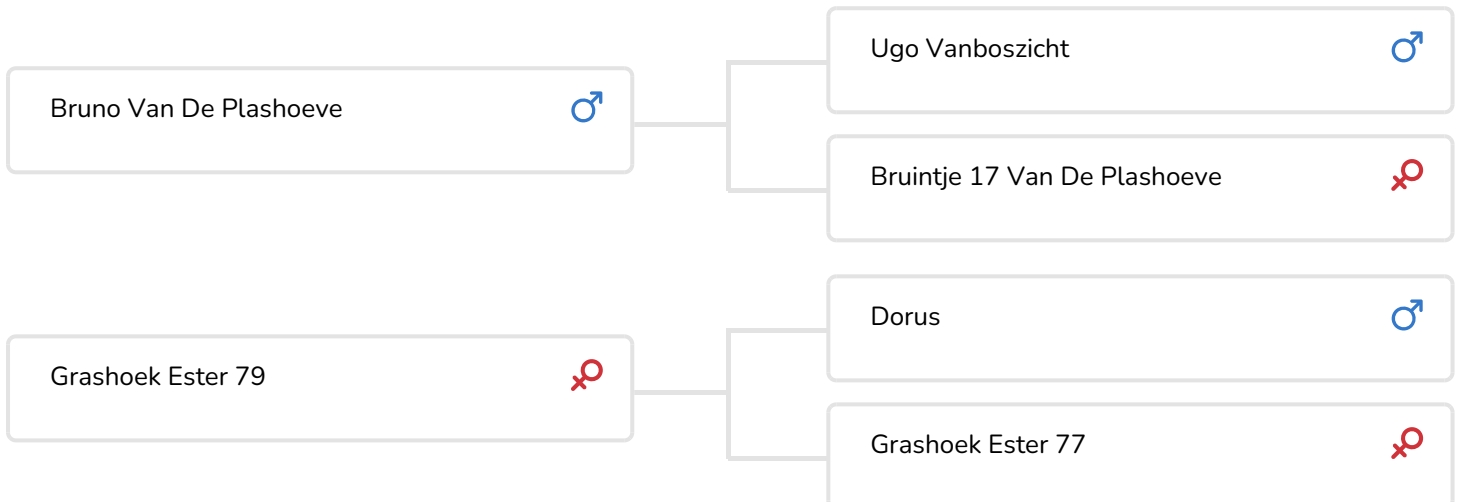 Ugo Vanboszicht
Bruno Van De Plashoeve
Bruintje 17 Van De Plashoeve
Dorus
Grashoek Ester 79
Grashoek Ester 77